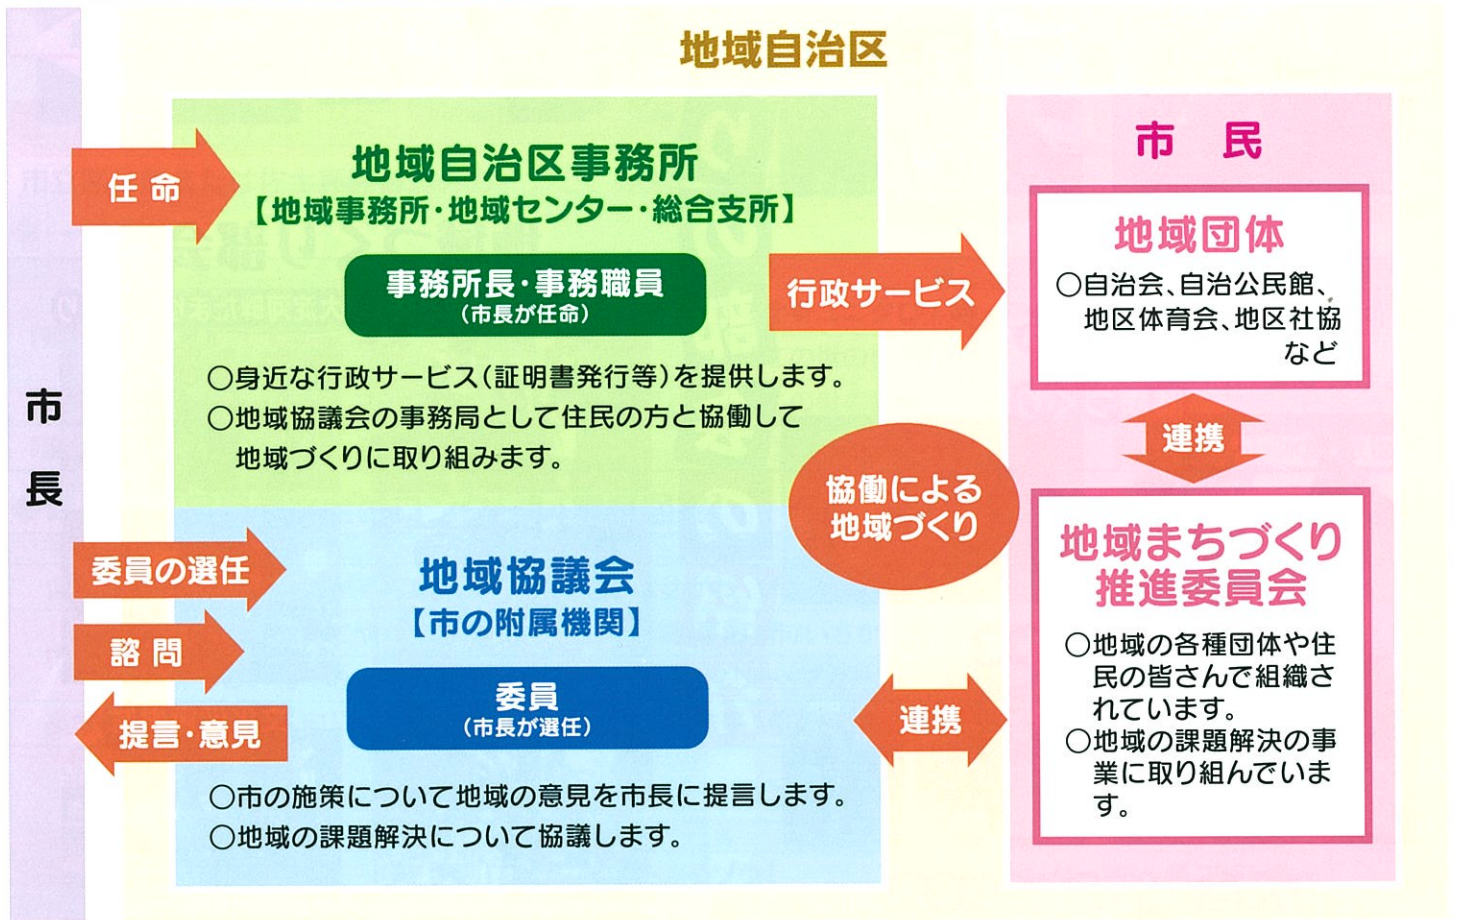 地域自治区
市長
任命
地域自治区事務所
【地域事務所・地域センター・総合支所】
事務所長・事務職員
（市長が任命）
○身近な行政サービス（証明書発行等）を提供します。
○地域協議会の事務局として住民の方と協働して
地域づくりに取り組みます。
行政サービス
協働による
地域づくり
委員の選任
諮問
提言・意見
地域協議会
【市の附属機関】
委員
（市長が選任）
○市の施策について地域の意見を市長に提言します。
○地域の課題解決について協議します。
連携
市民
地域団体
○自治会、自治公民館、
地区体育会、地区社協
など
連携
地域まちづくり
推進委員会
○地域の各種団体や住
民の皆さんで組織さ
れています。
○地域の課題解決の事
業に取り組んでいま
す。